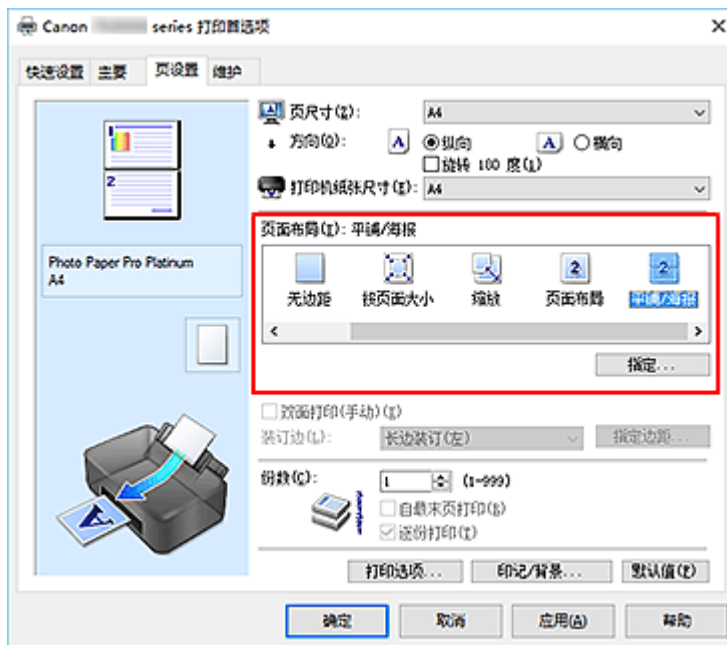 Canon series 打印首选项
快速设置 主要 页设置 维护
页尺寸(Z): A4
方向(O): A 纵向 A 横向
旋转 180 度(1)
打印机纸张尺寸(E): A4
页面布局(I): 平铺/海报
无边距 按页面大小 缩放 页面布局 平铺/海报
指定...
Photo Paper Pro Platinum
A4
双面打印(手动)(X)
装订边(L): 长边装订(左) 指定边距...
份数(C): 1 (1-999)
自最末页打印(B)
逐份打印(T)
打印选项... 印记/背景... 默认值(F)
确定 取消 应用(A) 帮助